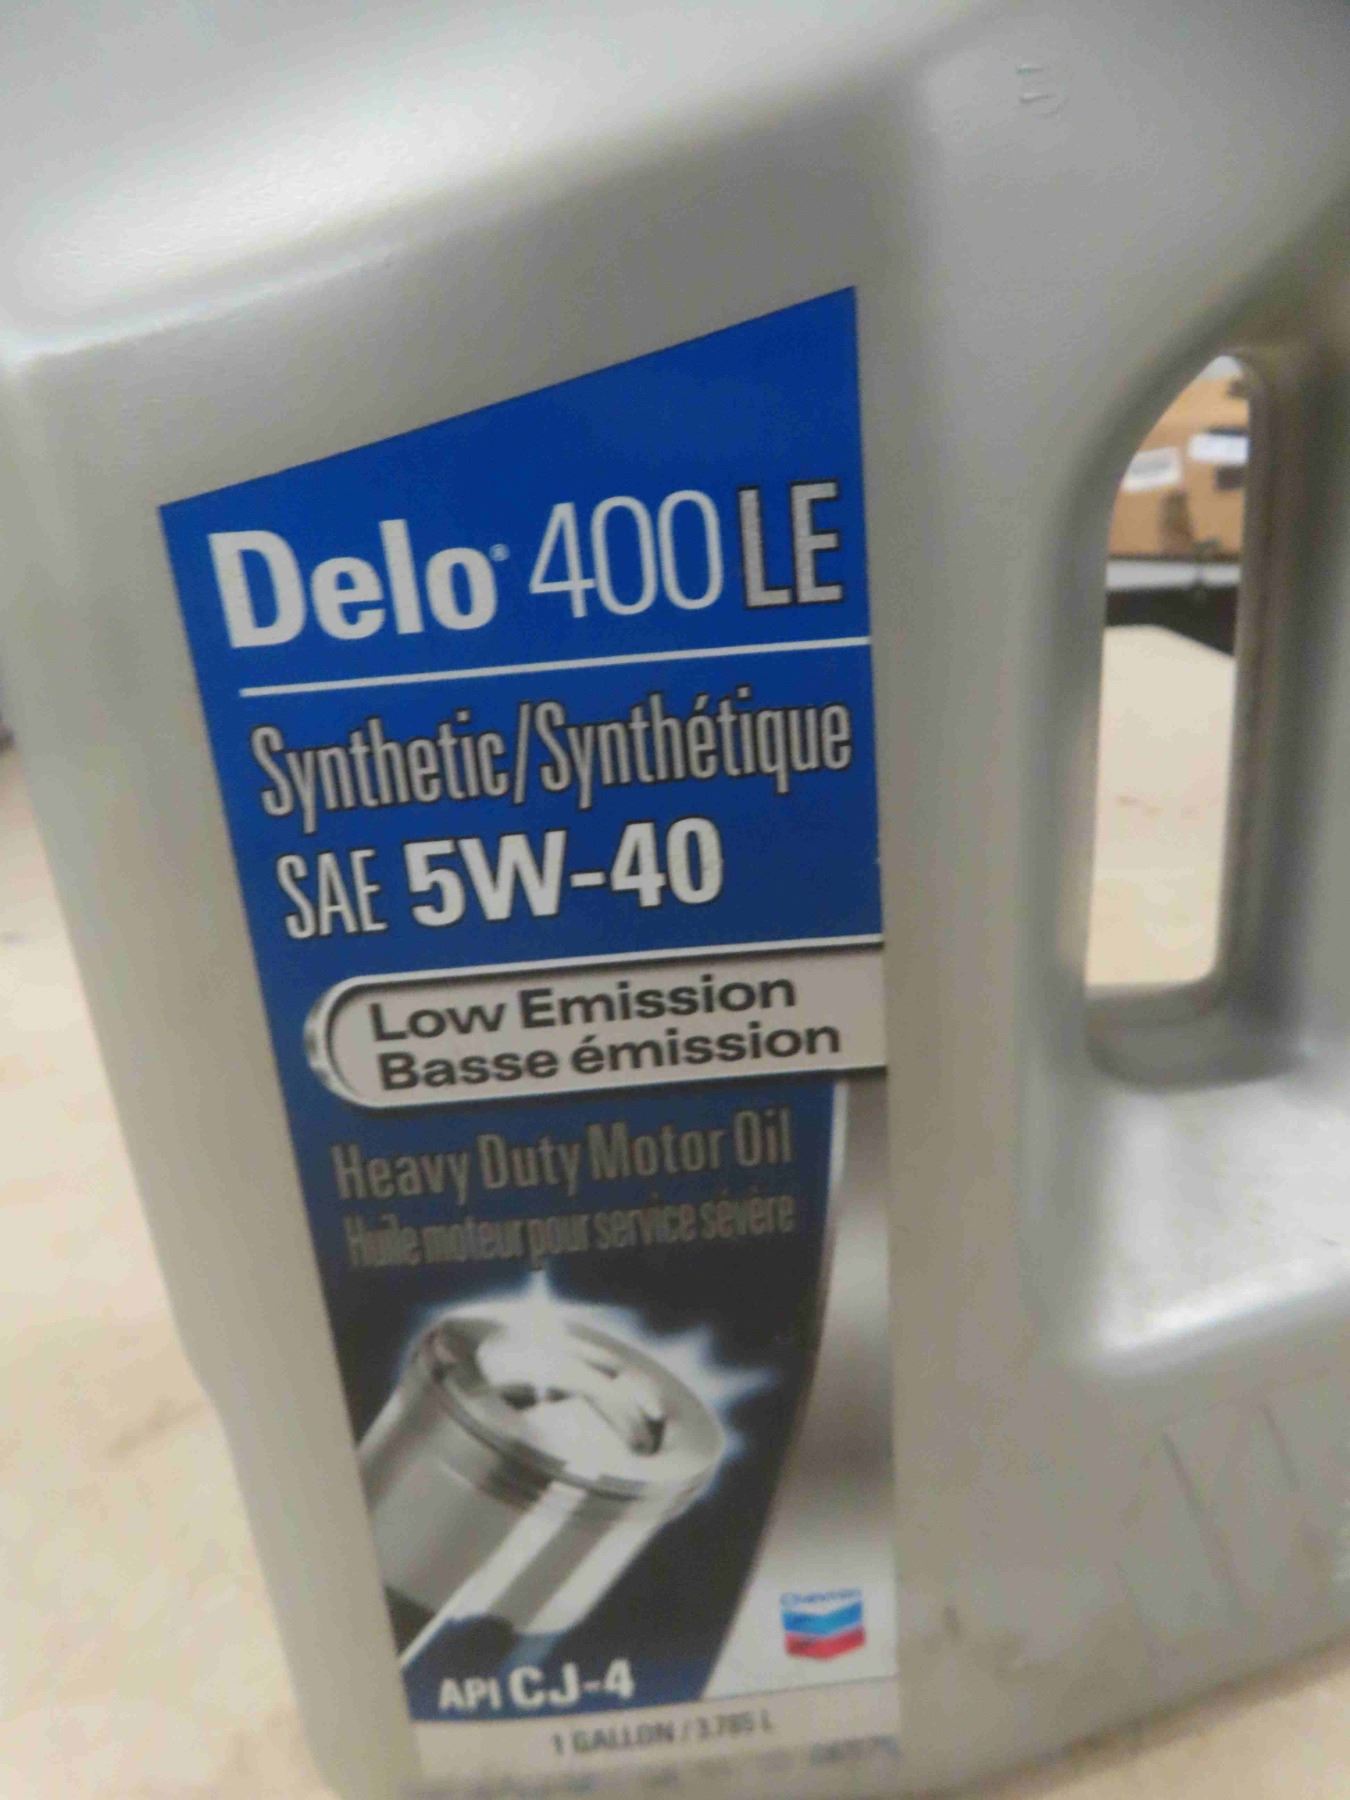 Delo® 400 LE
Synthetic/Synthétique
SAE 5W-40
Low Emission
Basse émission
Heavy Duty Motor Oil
Huile moteur pour service sévère
Chevron
API CJ-4
1 GALLON / 3.785 L